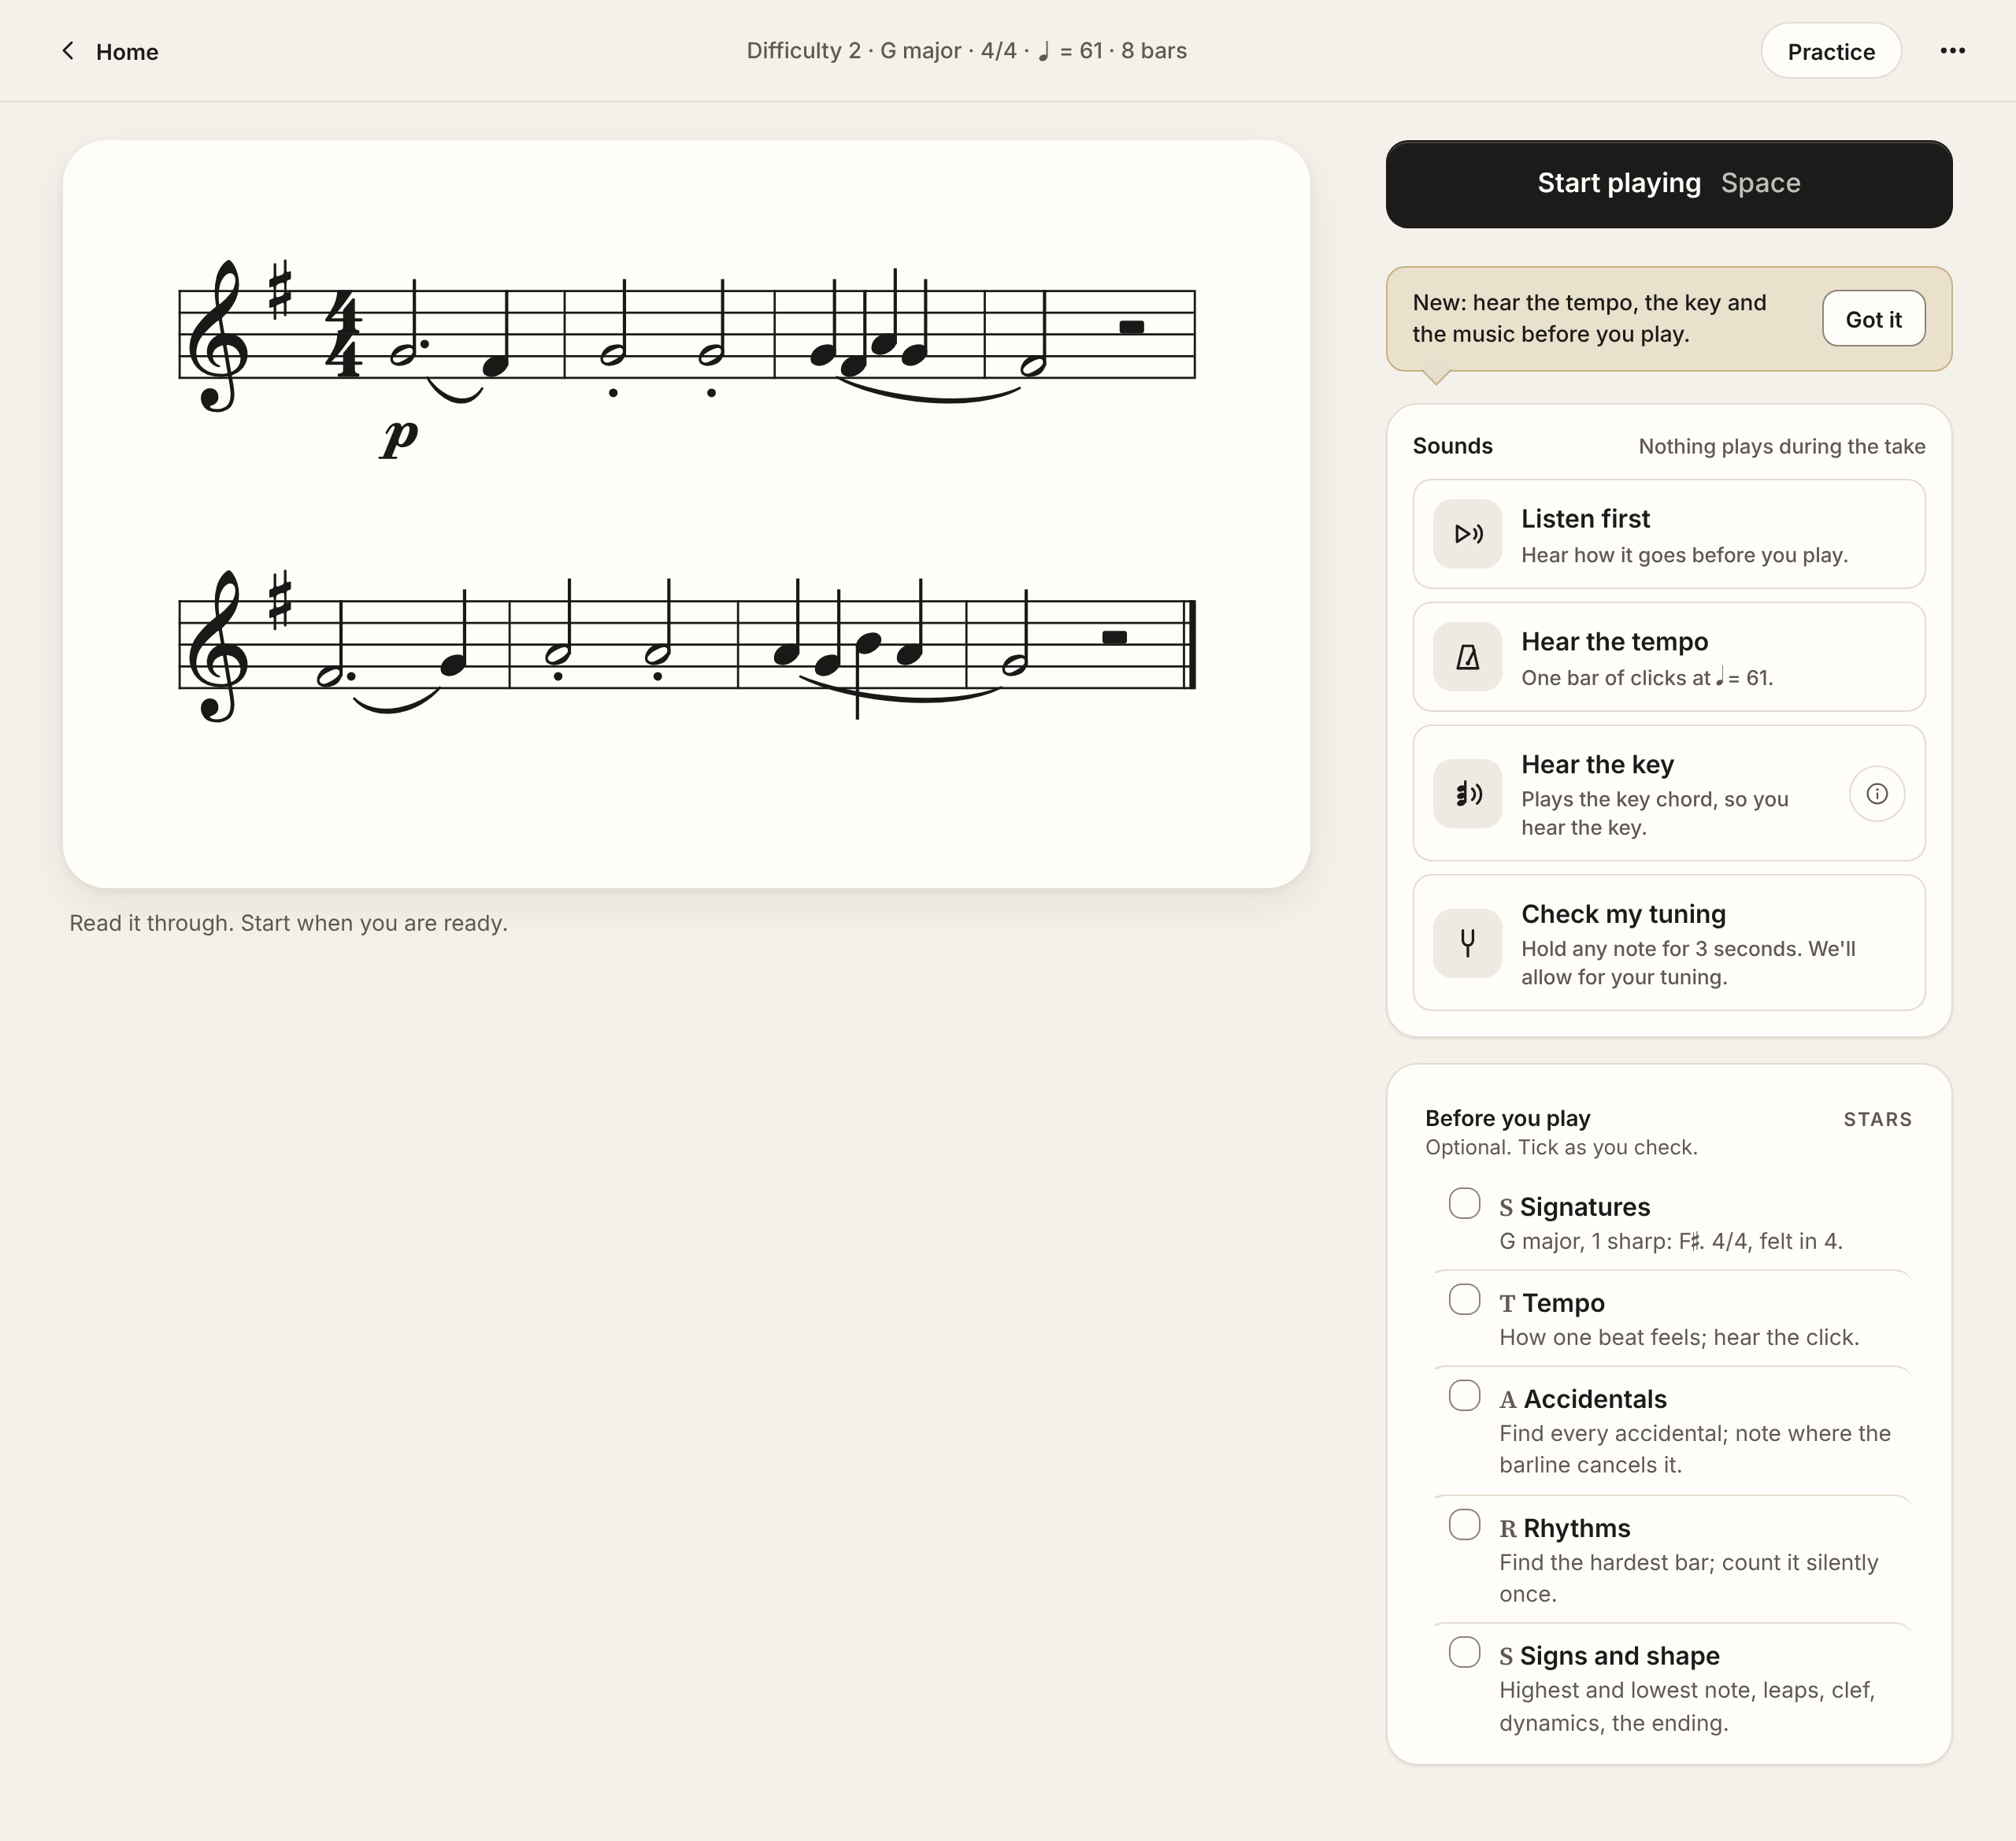 Home
Difficulty 2 · G major · 4/4 · ♩ = 61 · 8 bars
Practice
Start playing Space
New: hear the tempo, the key and
the music before you play.
Got it
4
4
p
Read it through. Start when you are ready.
Sounds
Nothing plays during the take
Listen first
Hear how it goes before you play.
Hear the tempo
One bar of clicks at ♩ = 61.
Hear the key
Plays the key chord, so you
hear the key.
Check my tuning
Hold any note for 3 seconds. We'll
allow for your tuning.
Before you play
STARS
Optional. Tick as you check.
S Signatures
G major, 1 sharp: F♯. 4/4, felt in 4.
T Tempo
How one beat feels; hear the click.
A Accidentals
Find every accidental; note where the
barline cancels it.
R Rhythms
Find the hardest bar; count it silently
once.
S Signs and shape
Highest and lowest note, leaps, clef,
dynamics, the ending.